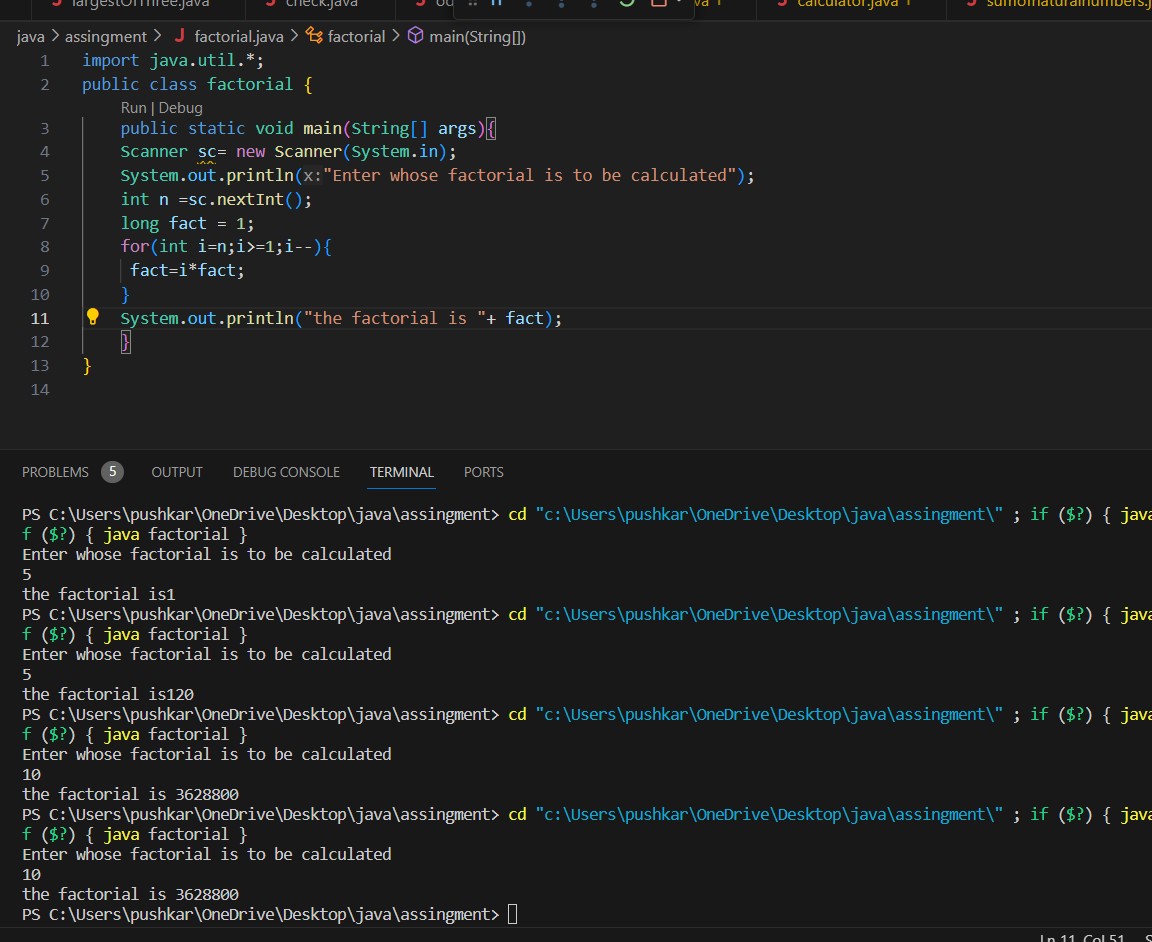 largestOfThree.java check.java calculator.java 1
java > assingment > J factorial.java > factorial > main(String[])
1 import java.util.*;
2 public class factorial {
Run | Debug
3 public static void main(String[] args){
4 Scanner sc= new Scanner(System.in);
5 System.out.println(x:"Enter whose factorial is to be calculated");
6 int n =sc.nextInt();
7 long fact = 1;
8 for(int i=n;i>=1;i--){
9 fact=i*fact;
10 }
11 System.out.println("the factorial is "+ fact);
12 }
13 }
14
PROBLEMS 5 OUTPUT DEBUG CONSOLE TERMINAL PORTS
PS C:\Users\pushkar\OneDrive\Desktop\java\assingment> cd "c:\Users\pushkar\OneDrive\Desktop\java\assingment\" ; if ($?) { java
f ($?) { java factorial }
Enter whose factorial is to be calculated
5
the factorial is1
PS C:\Users\pushkar\OneDrive\Desktop\java\assingment> cd "c:\Users\pushkar\OneDrive\Desktop\java\assingment\" ; if ($?) { java
f ($?) { java factorial }
Enter whose factorial is to be calculated
5
the factorial is120
PS C:\Users\pushkar\OneDrive\Desktop\java\assingment> cd "c:\Users\pushkar\OneDrive\Desktop\java\assingment\" ; if ($?) { java
f ($?) { java factorial }
Enter whose factorial is to be calculated
10
the factorial is 3628800
PS C:\Users\pushkar\OneDrive\Desktop\java\assingment> cd "c:\Users\pushkar\OneDrive\Desktop\java\assingment\" ; if ($?) { java
f ($?) { java factorial }
Enter whose factorial is to be calculated
10
the factorial is 3628800
PS C:\Users\pushkar\OneDrive\Desktop\java\assingment>
Ln 11, Col 51